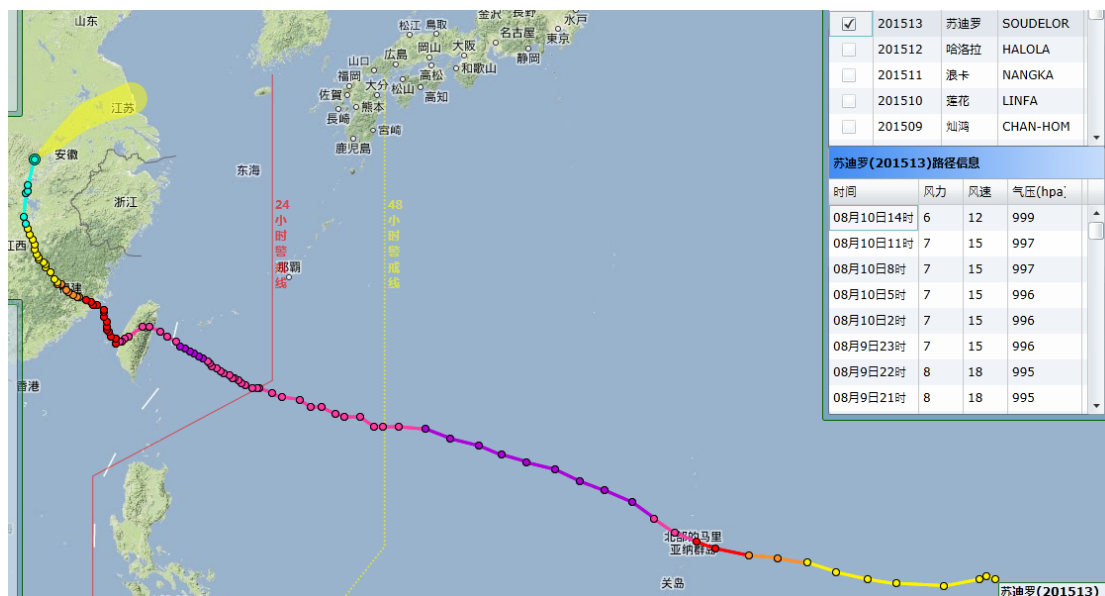 山东
江苏
安徽
浙江
江西
香港
东海
松江
鳥取
金沢
長野
水戸
岡山
大阪
名古屋
東京
静岡
山口
広島
高松
和歌山
福岡
大分
松山
高知
佐賀
熊本
長崎
宮崎
鹿児島
那覇
24
小
时
警
戒
线
48
小
时
警
戒
线
北部的马里
亚纳群岛
关岛
苏迪罗(201513)
201513 苏迪罗 SOUDELOR
201512 哈洛拉 HALOLA
201511 浪卡 NANGKA
201510 莲花 LINFA
201509 灿鸿 CHAN-HOM
苏迪罗(201513)路径信息
时间 风力 风速 气压(hpa)
08月10日14时 6 12 999
08月10日11时 7 15 997
08月10日8时 7 15 997
08月10日5时 7 15 996
08月10日2时 7 15 996
08月9日23时 7 15 996
08月9日22时 8 18 995
08月9日21时 8 18 995